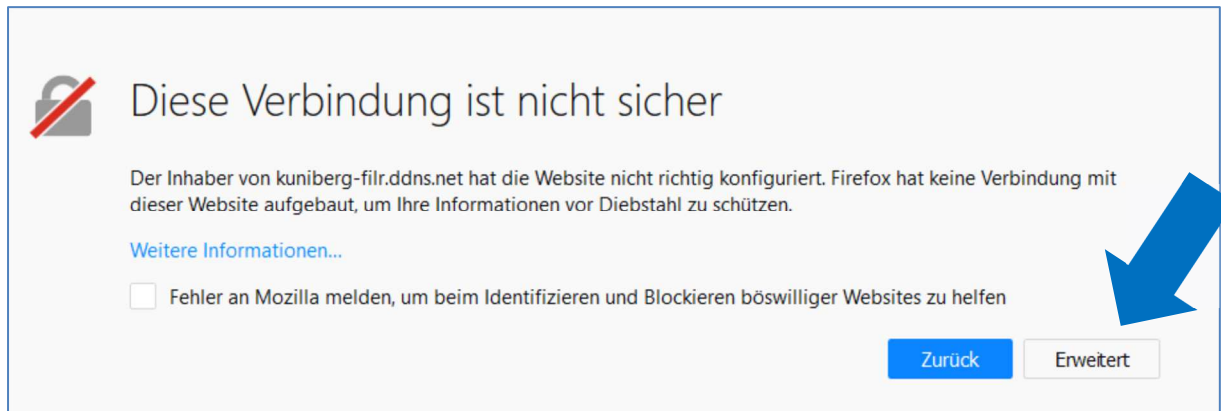 Diese Verbindung ist nicht sicher
Der Inhaber von kuniberg-filr.ddns.net hat die Website nicht richtig konfiguriert. Firefox hat keine Verbindung mit
dieser Website aufgebaut, um Ihre Informationen vor Diebstahl zu schützen.
Weitere Informationen...
Fehler an Mozilla melden, um beim Identifizieren und Blockieren böswilliger Websites zu helfen
Zurück Erweitert